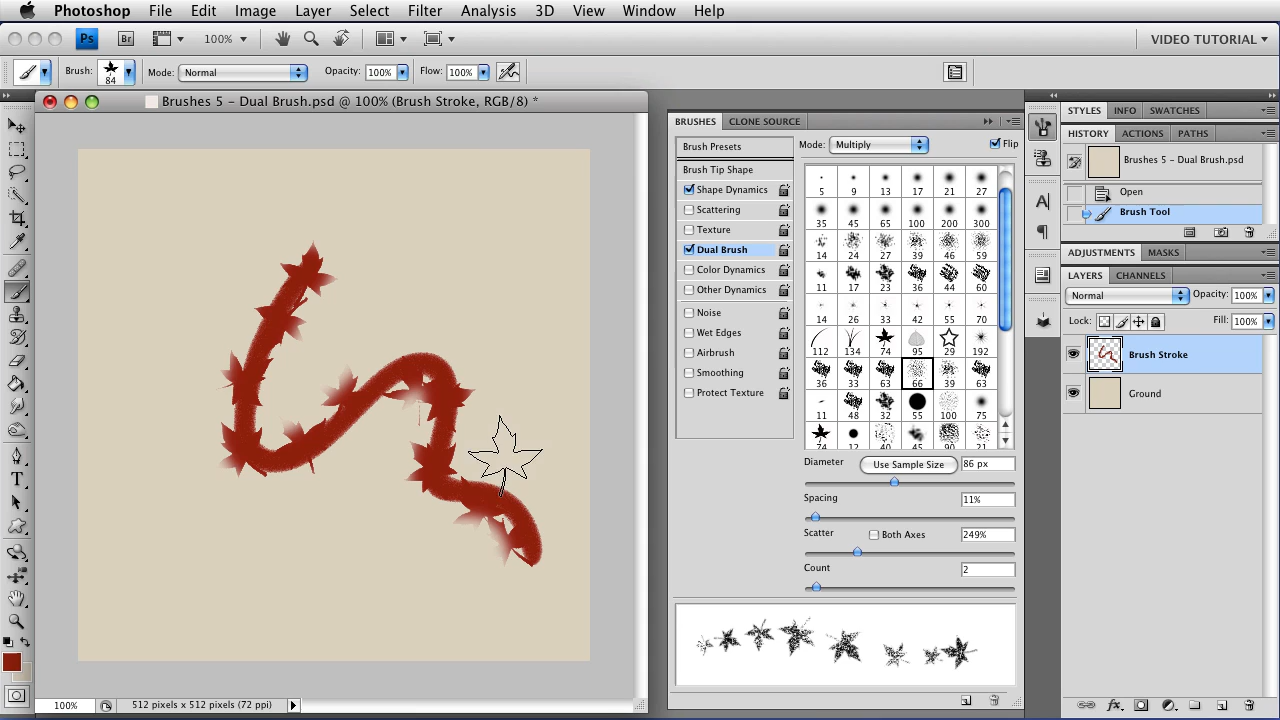 Photoshop File Edit Image Layer Select Filter Analysis 3D View Window Help
Ps Br 100% VIDEO TUTORIAL
Brush: 84 Mode: Normal Opacity: 100% Flow: 100%
Brushes 5 - Dual Brush.psd @ 100% (Brush Stroke, RGB/8) *
BRUSHES CLONE SOURCE
Brush Presets
Brush Tip Shape
Shape Dynamics
Scattering
Texture
Dual Brush
Color Dynamics
Other Dynamics
Noise
Wet Edges
Airbrush
Smoothing
Protect Texture
Mode: Multiply Flip
5 9 13 17 21 27
35 45 65 100 200 300
14 24 27 39 46 59
11 17 23 36 44 60
14 26 33 42 55 70
112 134 74 95 29 192
36 33 63 66 39 63
11 48 32 55 100 75
74 12 40 45 90 21
Diameter Use Sample Size 86 px
Spacing 11%
Scatter Both Axes 249%
Count 2
STYLES INFO SWATCHES
HISTORY ACTIONS PATHS
Brushes 5 - Dual Brush.psd
Open
Brush Tool
ADJUSTMENTS MASKS
LAYERS CHANNELS
Normal Opacity: 100%
Lock: Fill: 100%
Brush Stroke
Ground
A
fx
100% 512 pixels x 512 pixels (72 ppi)